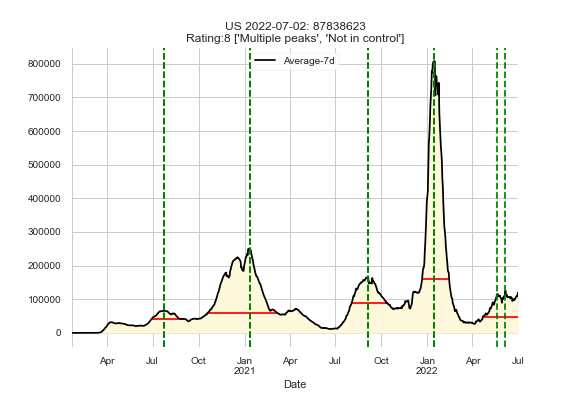 US 2022-07-02: 87838623
Rating:8 ['Multiple peaks', 'Not in control']
Average-7d
800000
700000
600000
500000
400000
300000
200000
100000
0
Apr Jul Oct Jan Apr Jul Oct Jan Apr Jul
2021 2022
Date